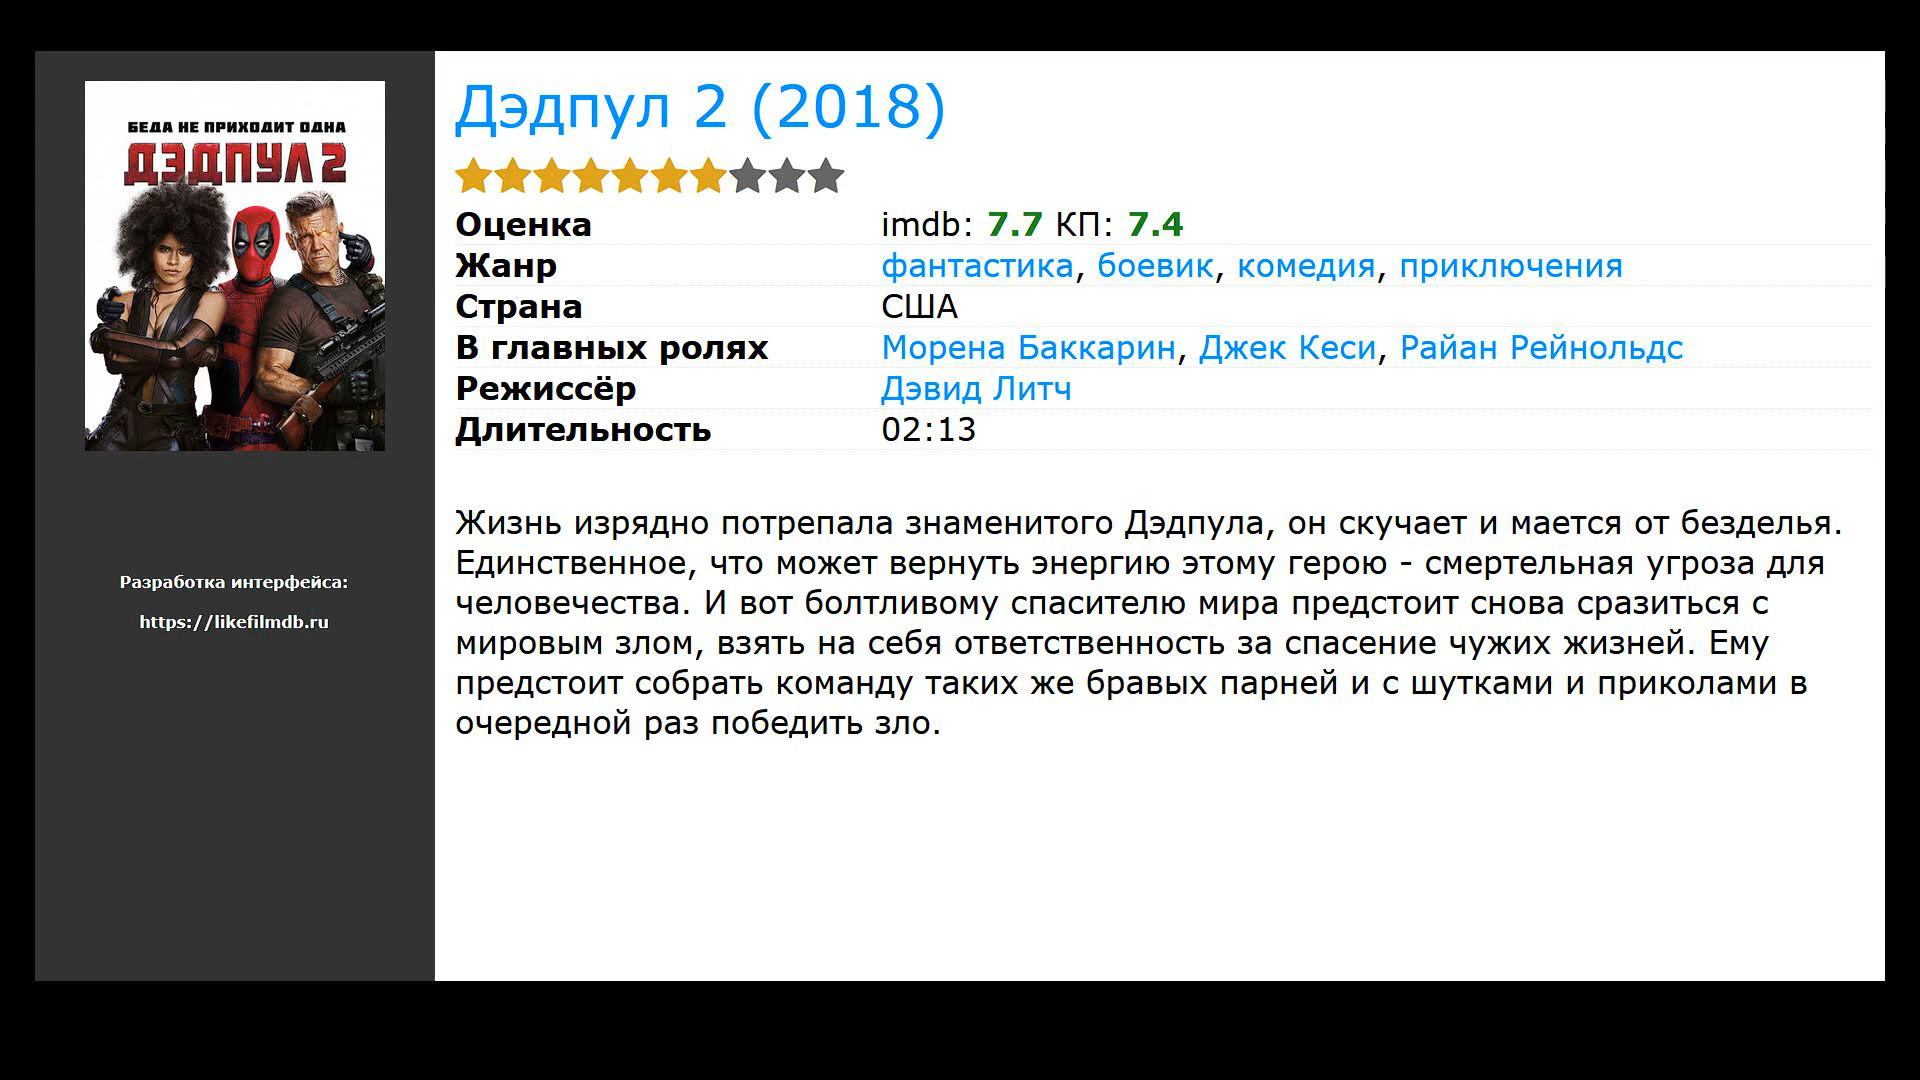 БЕДА НЕ ПРИХОДИТ ОДНА
ДЭДПУЛ 2
Разработка интерфейса:
https://likefilmdb.ru
Дэдпул 2 (2018)
Оценка imdb: 7.7 КП: 7.4
Жанр фантастика, боевик, комедия, приключения
Страна США
В главных ролях Морена Баккарин, Джек Кеси, Райан Рейнольдс
Режиссёр Дэвид Литч
Длительность 02:13
Жизнь изрядно потрепала знаменитого Дэдпула, он скучает и мается от безделья.
Единственное, что может вернуть энергию этому герою - смертельная угроза для
человечества. И вот болтливому спасителю мира предстоит снова сразиться с
мировым злом, взять на себя ответственность за спасение чужих жизней. Ему
предстоит собрать команду таких же бравых парней и с шутками и приколами в
очередной раз победить зло.